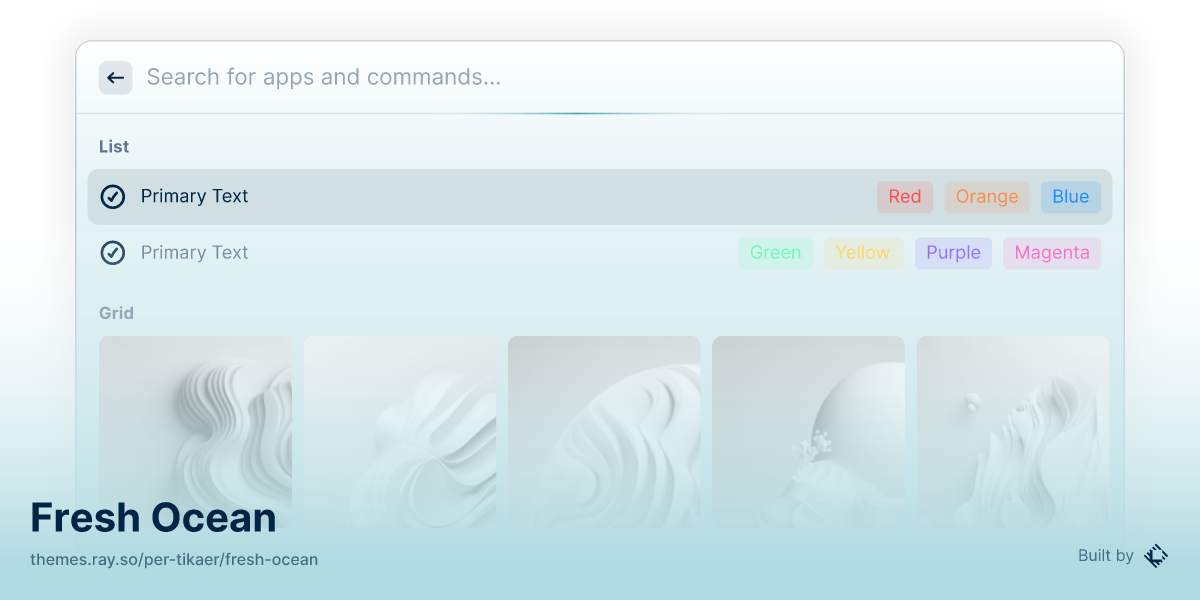 Search for apps and commands...
List
Primary Text Red Orange Blue
Primary Text Green Yellow Purple Magenta
Grid
Fresh Ocean
themes.ray.so/per-tikaer/fresh-ocean
Built by